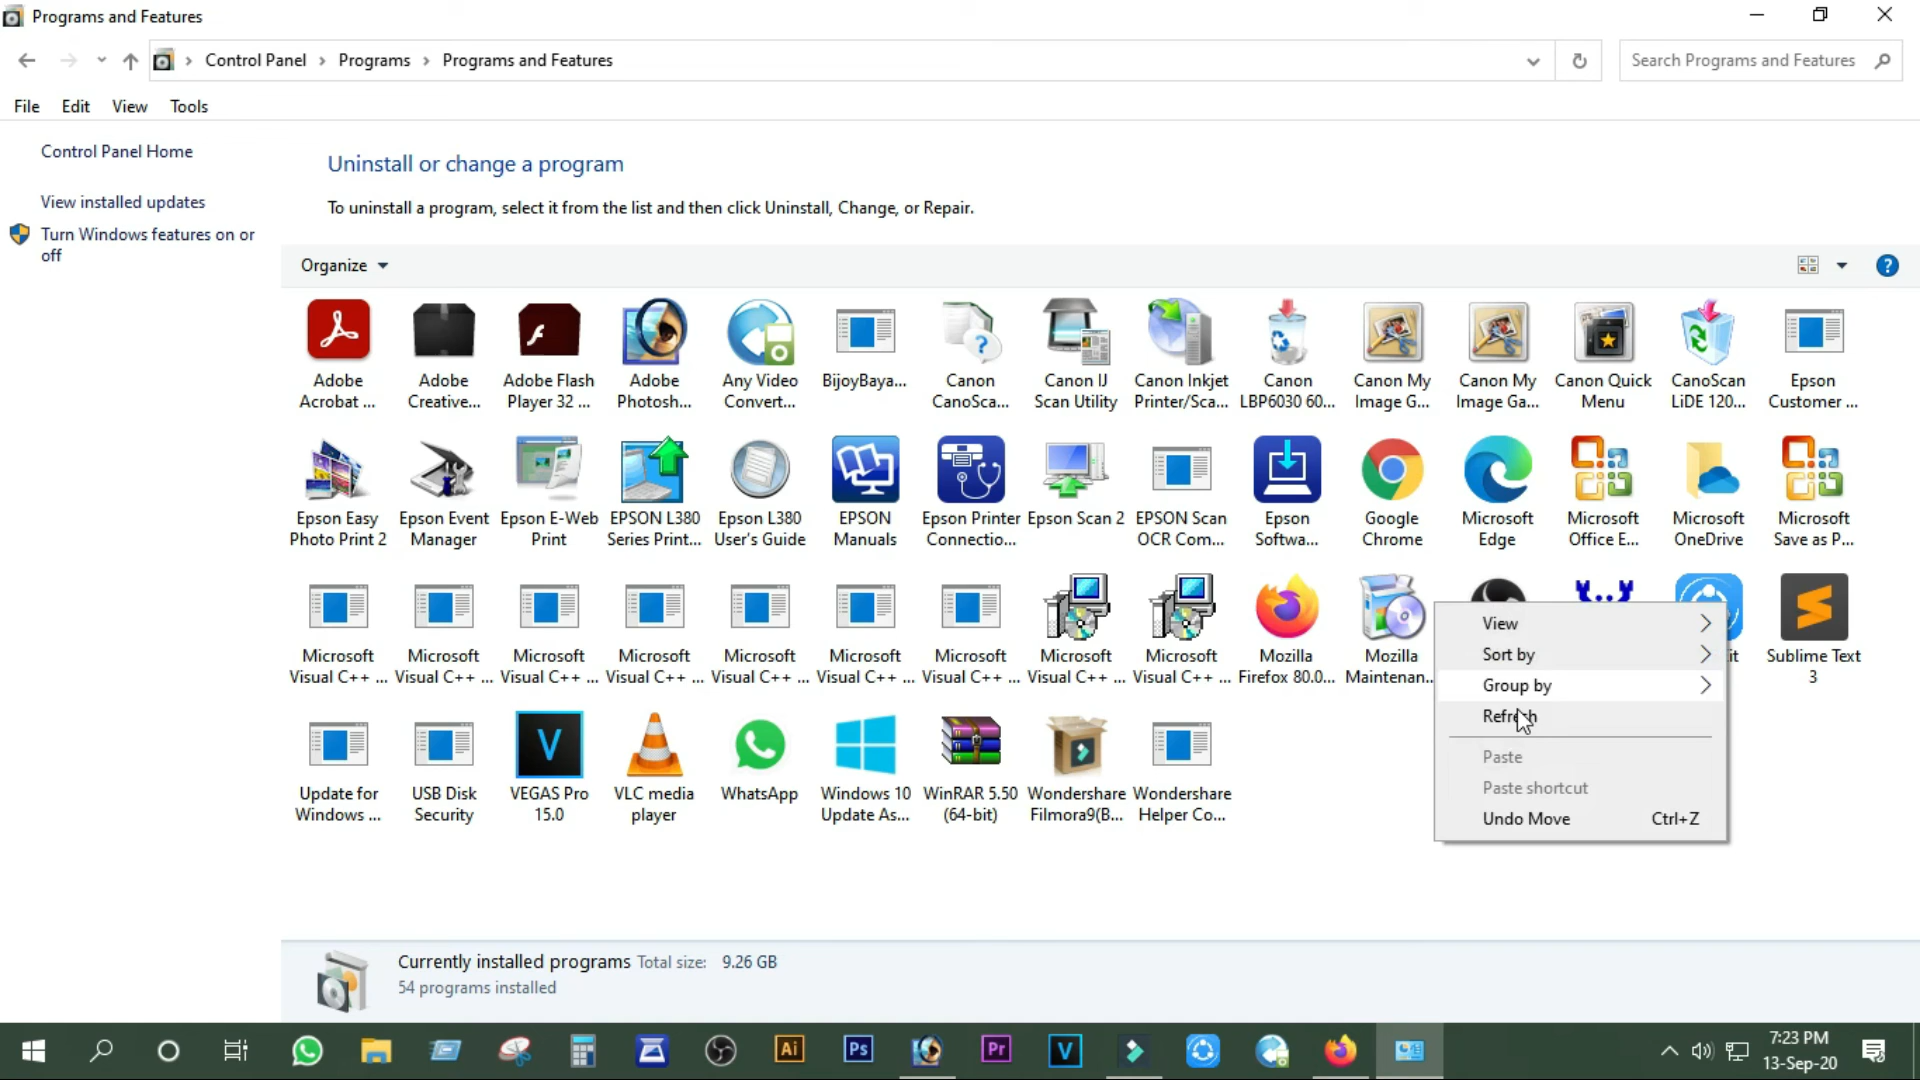 Programs and Features
Control Panel > Programs > Programs and Features
Search Programs and Features
File Edit View Tools
Control Panel Home
View installed updates
Turn Windows features on or
off
Uninstall or change a program
To uninstall a program, select it from the list and then click Uninstall, Change, or Repair.
Organize
Adobe
Acrobat ...
Adobe
Creative...
Adobe Flash
Player 32 ...
Adobe
Photosh...
Any Video
Convert...
BijoyBaya...
Canon
CanoSca...
Canon IJ
Scan Utility
Canon Inkjet
Printer/Sca...
Canon
LBP6030 60...
Canon My
Image G...
Canon My
Image Ga...
Canon Quick
Menu
CanoScan
LiDE 120...
Epson
Customer ...
Epson Easy
Photo Print 2
Epson Event
Manager
Epson E-Web
Print
EPSON L380
Series Print...
Epson L380
User's Guide
EPSON
Manuals
Epson Printer
Connectio...
Epson Scan 2
EPSON Scan
OCR Com...
Epson
Softwa...
Google
Chrome
Microsoft
Edge
Microsoft
Office E...
Microsoft
OneDrive
Microsoft
Save as P...
Microsoft
Visual C++ ...
Microsoft
Visual C++ ...
Microsoft
Visual C++ ...
Microsoft
Visual C++ ...
Microsoft
Visual C++ ...
Microsoft
Visual C++ ...
Microsoft
Visual C++ ...
Microsoft
Visual C++ ...
Microsoft
Visual C++ ...
Mozilla
Firefox 80.0...
Mozilla
Maintenan...
Sublime Text
3
View
Sort by
Group by
Refresh
Paste
Paste shortcut
Undo Move Ctrl+Z
Update for
Windows ...
USB Disk
Security
VEGAS Pro
15.0
VLC media
player
WhatsApp
Windows 10
Update As...
WinRAR 5.50
(64-bit)
Wondershare
Filmora9(B...
Wondershare
Helper Co...
Currently installed programs Total size: 9.26 GB
54 programs installed
Ai
Ps
Pr
V
7:23 PM
13-Sep-20